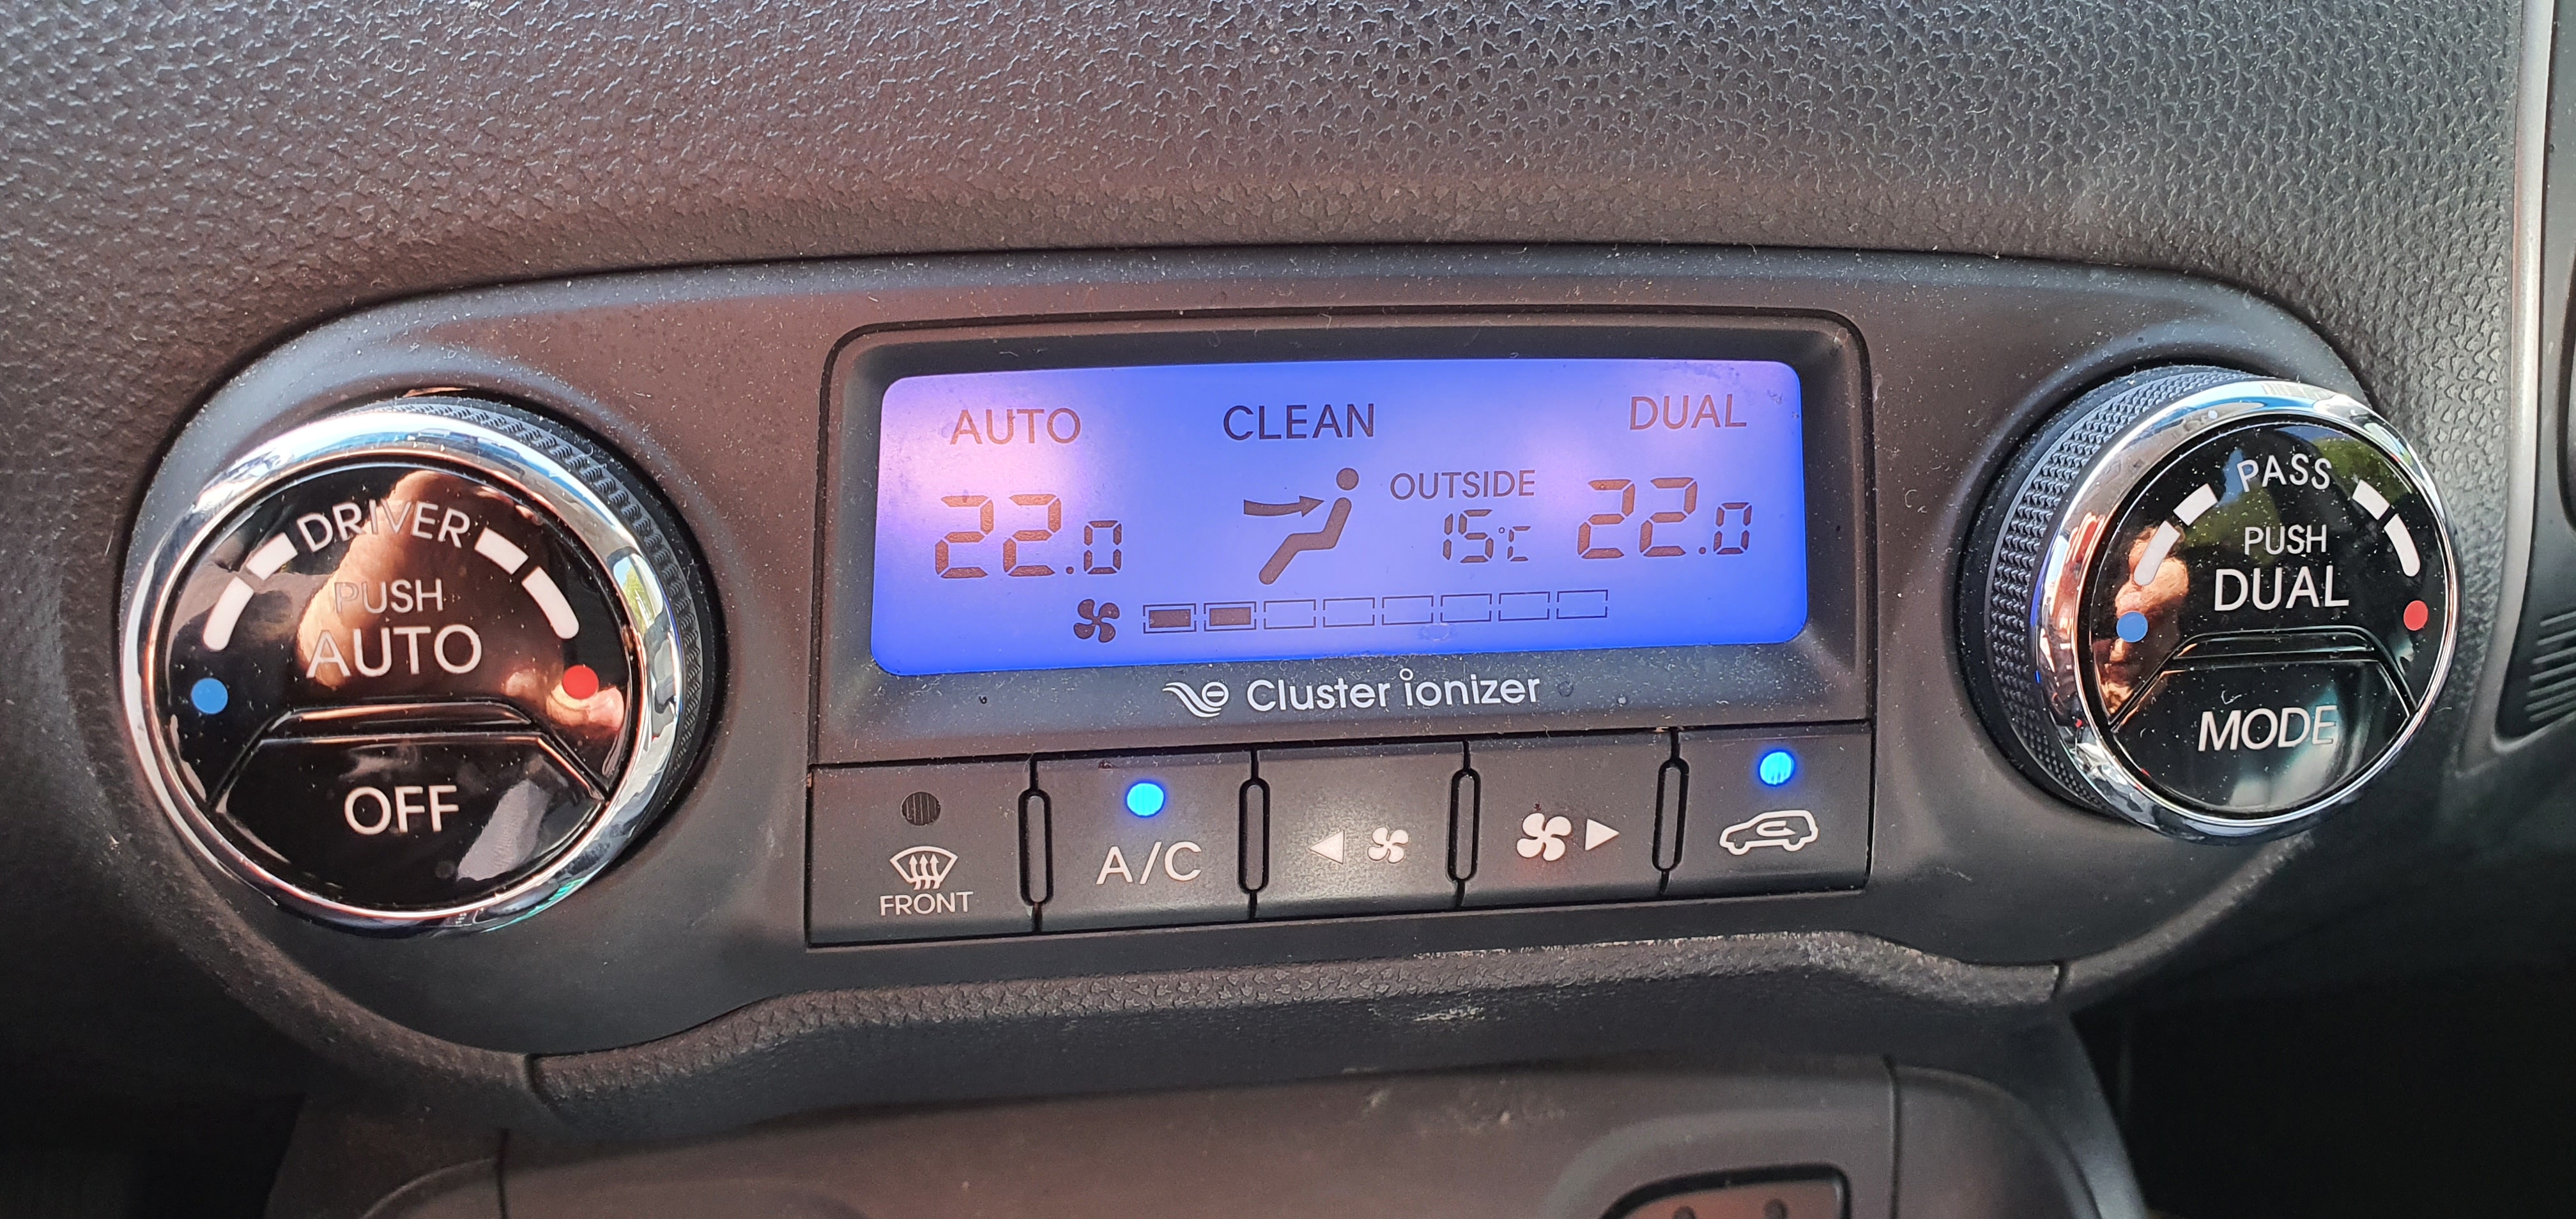 AUTO CLEAN DUAL
22.0 OUTSIDE 15°C 22.0
Cluster ionizer
DRIVER
PUSH
AUTO
OFF
FRONT
A/C
PASS
PUSH
DUAL
MODE